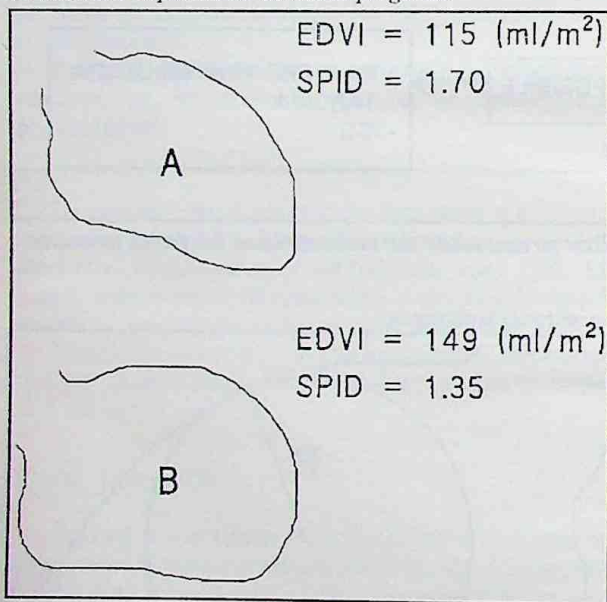 EDVI = 115 (ml/m²)
SPID = 1.70
A
EDVI = 149 (ml/m²)
SPID = 1.35
B